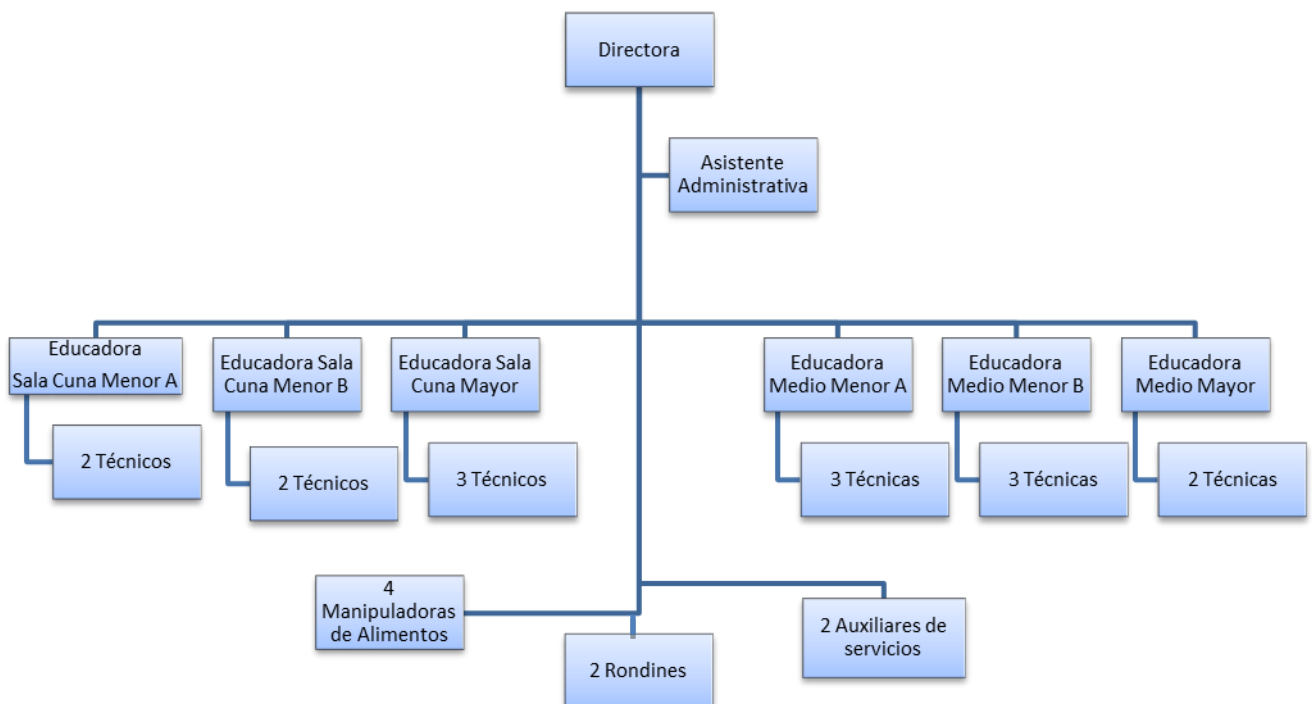 Directora
Asistente
Administrativa
Educadora
Sala Cuna Menor A
Educadora Sala
Cuna Menor B
Educadora Sala
Cuna Mayor
Educadora
Medio Menor A
Educadora
Medio Menor B
Educadora
Medio Mayor
2 Técnicos
2 Técnicos
3 Técnicos
3 Técnicas
3 Técnicas
2 Técnicas
4
Manipuladoras
de Alimentos
2 Rondines
2 Auxiliares de
servicios